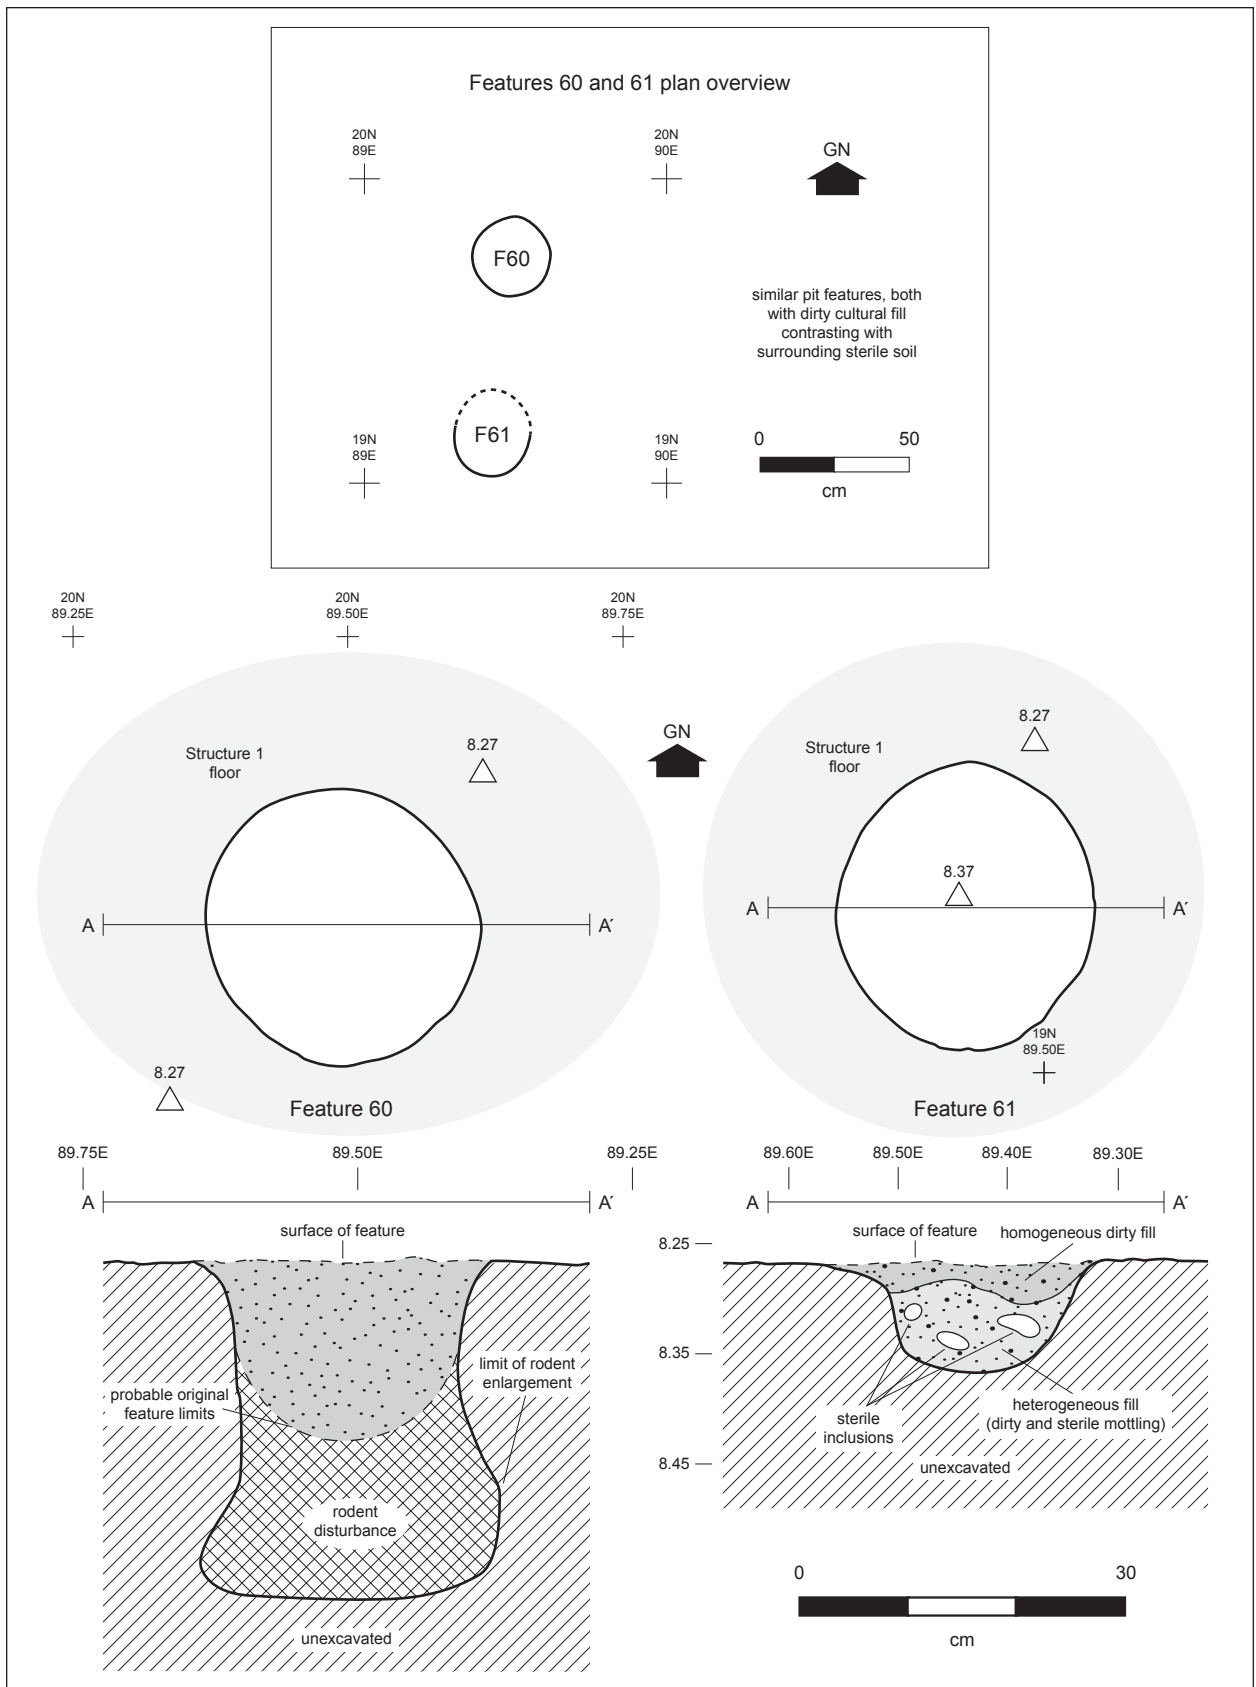 Features 60 and 61 plan overview
20N
89E
20N
90E
GN
F60
similar pit features, both
with dirty cultural fill
contrasting with
surrounding sterile soil
F61
19N
89E
19N
90E
0 50
cm
20N
89.25E
20N
89.50E
20N
89.75E
GN
Structure 1
floor
8.27
A A´
8.27
Feature 60
Structure 1
floor
8.27
8.37
A A´
19N
89.50E
Feature 61
89.75E 89.50E 89.25E
A A´
surface of feature
probable original
feature limits
limit of rodent
enlargement
rodent
disturbance
unexcavated
89.60E 89.50E 89.40E 89.30E
A A´
8.25
8.35
8.45
surface of feature
homogeneous dirty fill
sterile
inclusions
heterogeneous fill
(dirty and sterile mottling)
unexcavated
0 30
cm